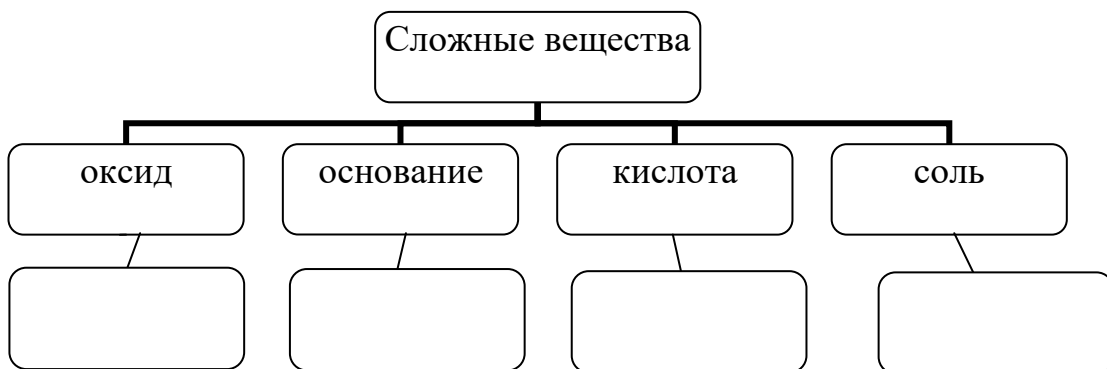 Сложные вещества
оксид
основание
кислота
соль